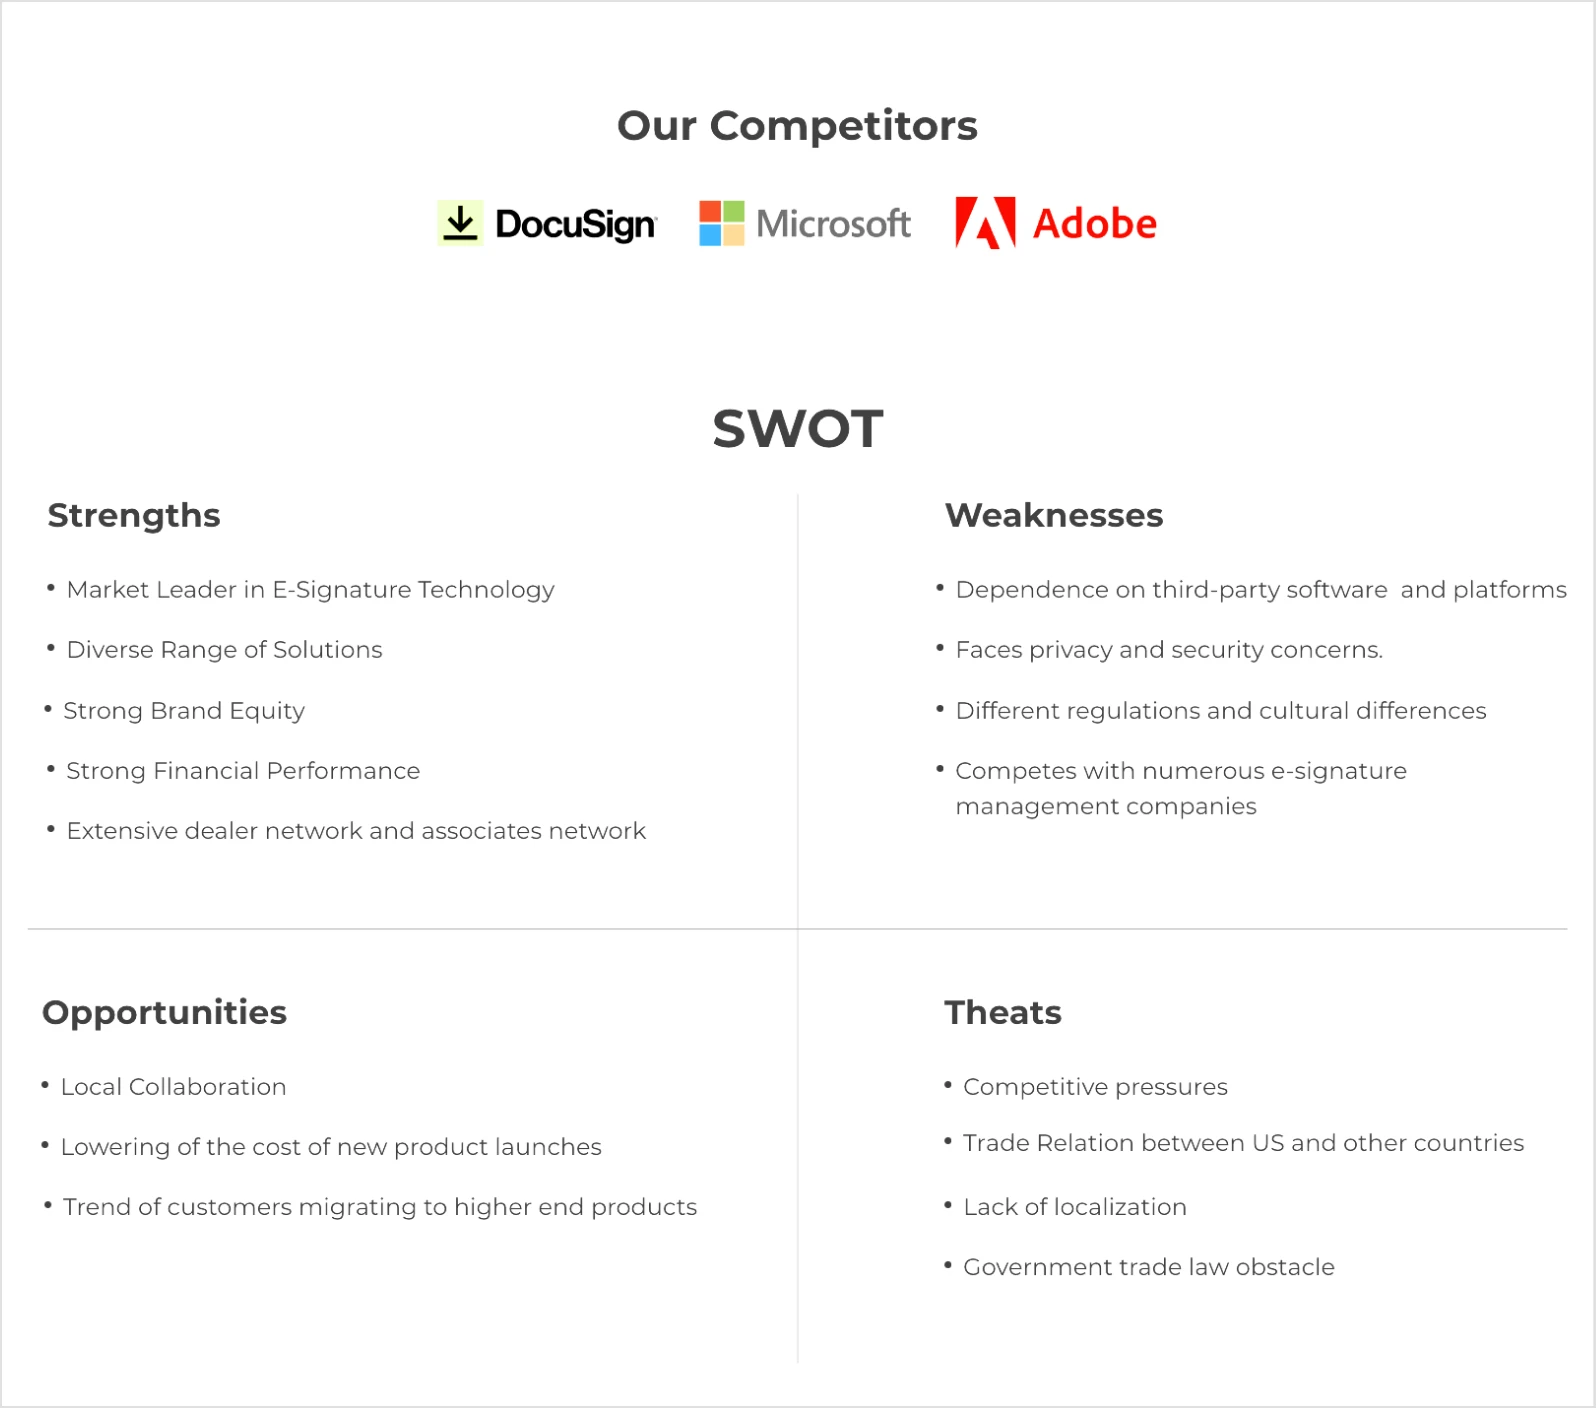 Our Competitors
DocuSign
Microsoft
Adobe
SWOT
Strengths
• Market Leader in E-Signature Technology
• Diverse Range of Solutions
• Strong Brand Equity
• Strong Financial Performance
• Extensive dealer network and associates network
Weaknesses
• Dependence on third-party software and platforms
• Faces privacy and security concerns.
• Different regulations and cultural differences
• Competes with numerous e-signature
management companies
Opportunities
• Local Collaboration
• Lowering of the cost of new product launches
• Trend of customers migrating to higher end products
Theats
• Competitive pressures
• Trade Relation between US and other countries
• Lack of localization
• Government trade law obstacle